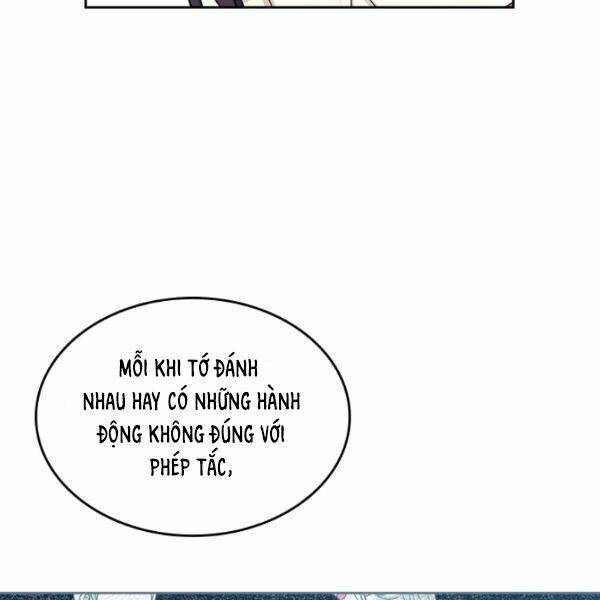 MỖI KHI TỚ ĐÁNH
NHAU HAY CÓ NHỮNG HÀNH
ĐỘNG KHÔNG ĐÚNG VỚI
PHÉP TẮC,